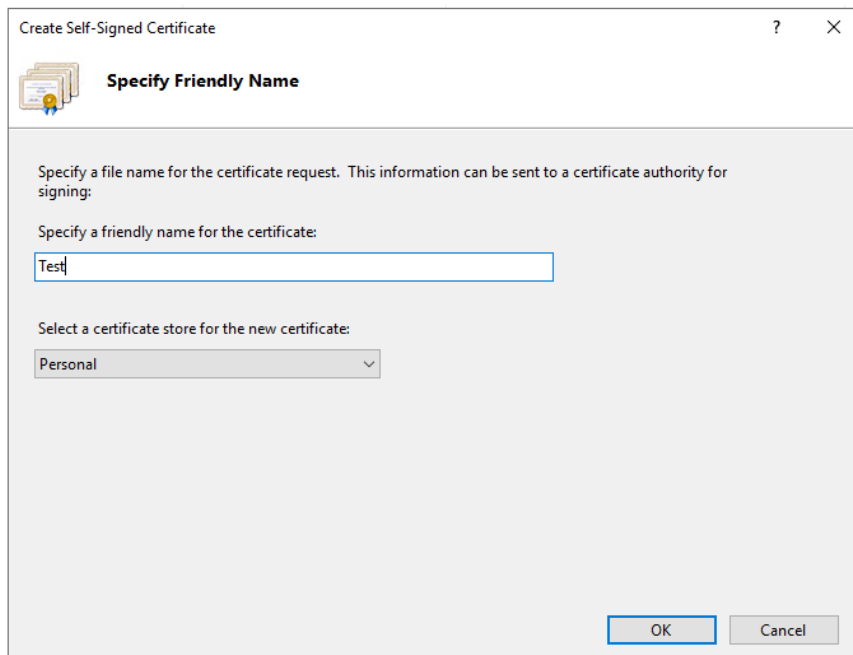 Create Self-Signed Certificate
?
Specify Friendly Name
Specify a file name for the certificate request.  This information can be sent to a certificate authority for
signing:
Specify a friendly name for the certificate:
Test
Select a certificate store for the new certificate:
Personal
OK
Cancel